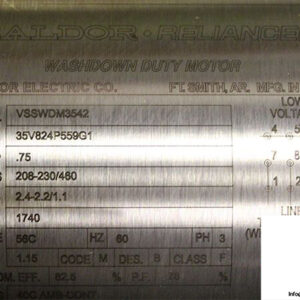 BALDOR · RELIANCE
WASHDOWN DUTY MOTOR
OR ELECTRIC CO. FT. SMITH, AR. MFG. IN
VSSWDM3542 LOW
35V824P559G1 VOLTA
.75 4 5
208-230/460 7 8
2.4-2.2/1.1 1 2
1740 LINE
56C HZ 60 PH 3
1.15 CODE M DES. B CLASS F
OM. EFF. 82.5 % P.F. 78 %